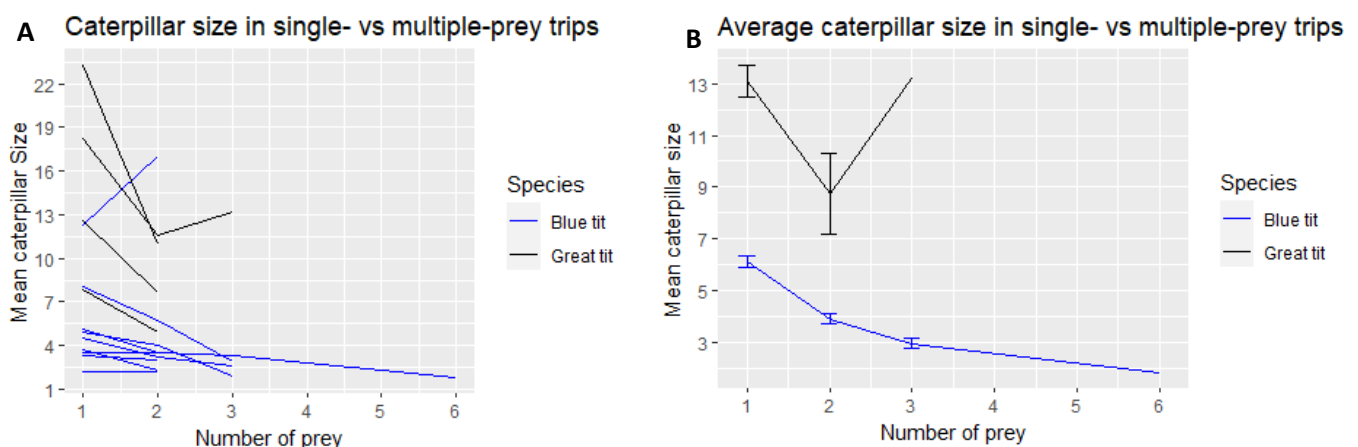 A
Caterpillar size in single- vs multiple-prey trips
22
19
16
13
10
7
4
1
Mean caterpillar Size
1 2 3 4 5 6
Number of prey
Species
Blue tit
Great tit
B
Average caterpillar size in single- vs multiple-prey trips
13
11
9
7
5
3
Mean caterpillar size
1 2 3 4 5 6
Number of prey
Species
Blue tit
Great tit